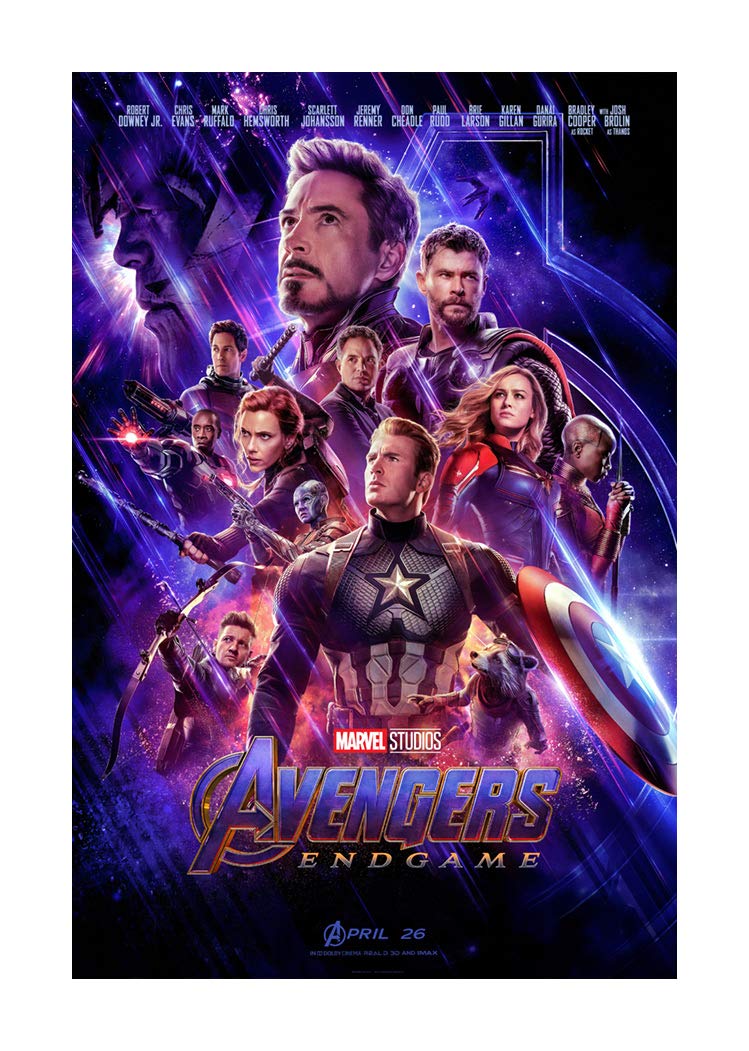 ROBERT DOWNEY JR.
CHRIS EVANS
MARK RUFFALO
CHRIS HEMSWORTH
SCARLETT JOHANSSON
JEREMY RENNER
DON CHEADLE
PAUL RUDD
BRIE LARSON
KAREN GILLAN
DANAI GURIRA
BRADLEY COOPER AS ROCKET
WITH JOSH BROLIN AS THANOS
MARVEL STUDIOS
AVENGERS
ENDGAME
APRIL 26
IN DOLBY CINEMA, REAL D 3D AND IMAX